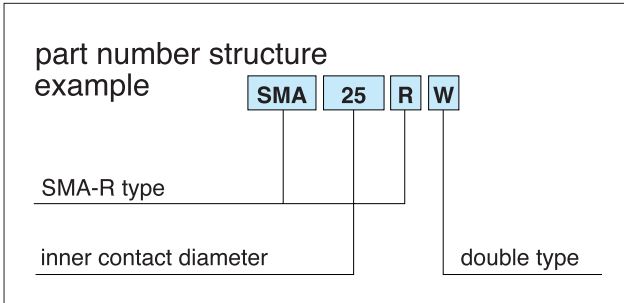 part number structure
example
SMA 25 R W
SMA-R type
inner contact diameter
double type